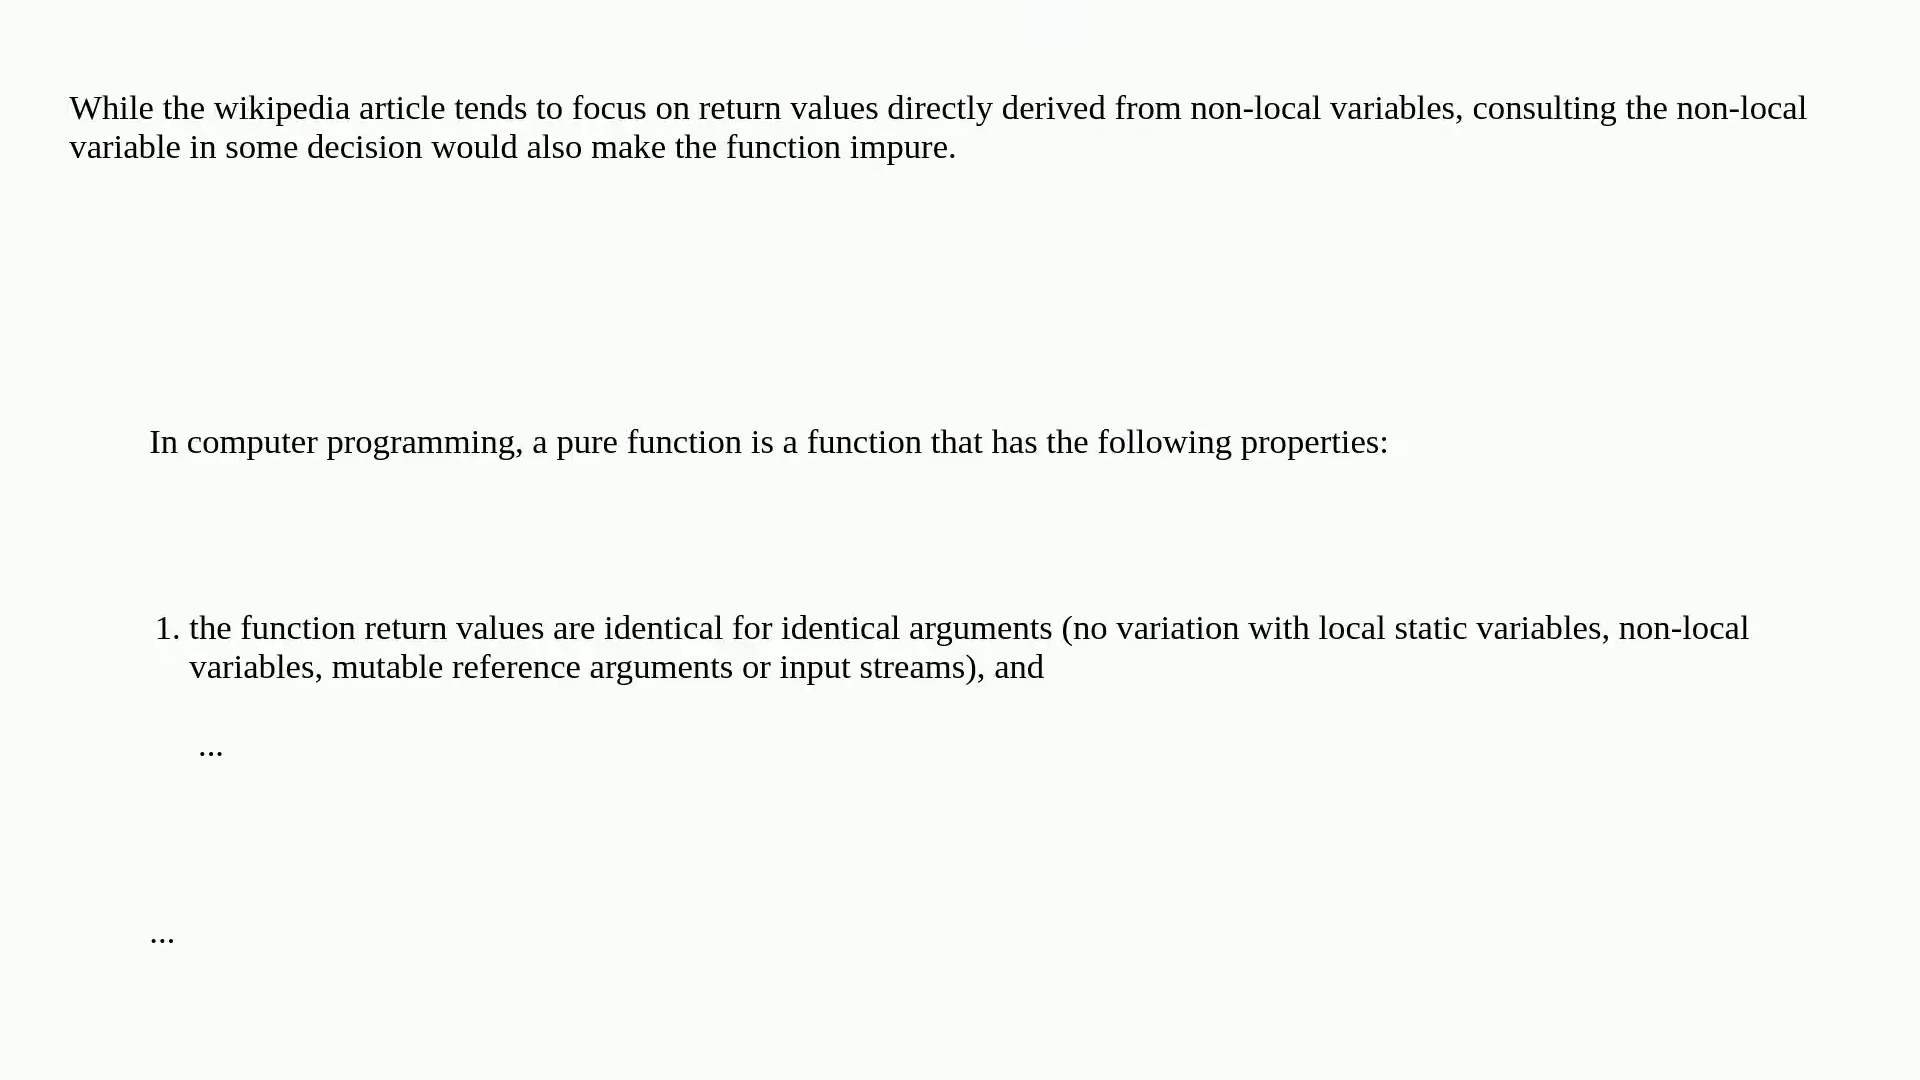 While the wikipedia article tends to focus on return values directly derived from non-local variables, consulting the non-local
variable in some decision would also make the function impure.
In computer programming, a pure function is a function that has the following properties:
1. the function return values are identical for identical arguments (no variation with local static variables, non-local
variables, mutable reference arguments or input streams), and
...
...